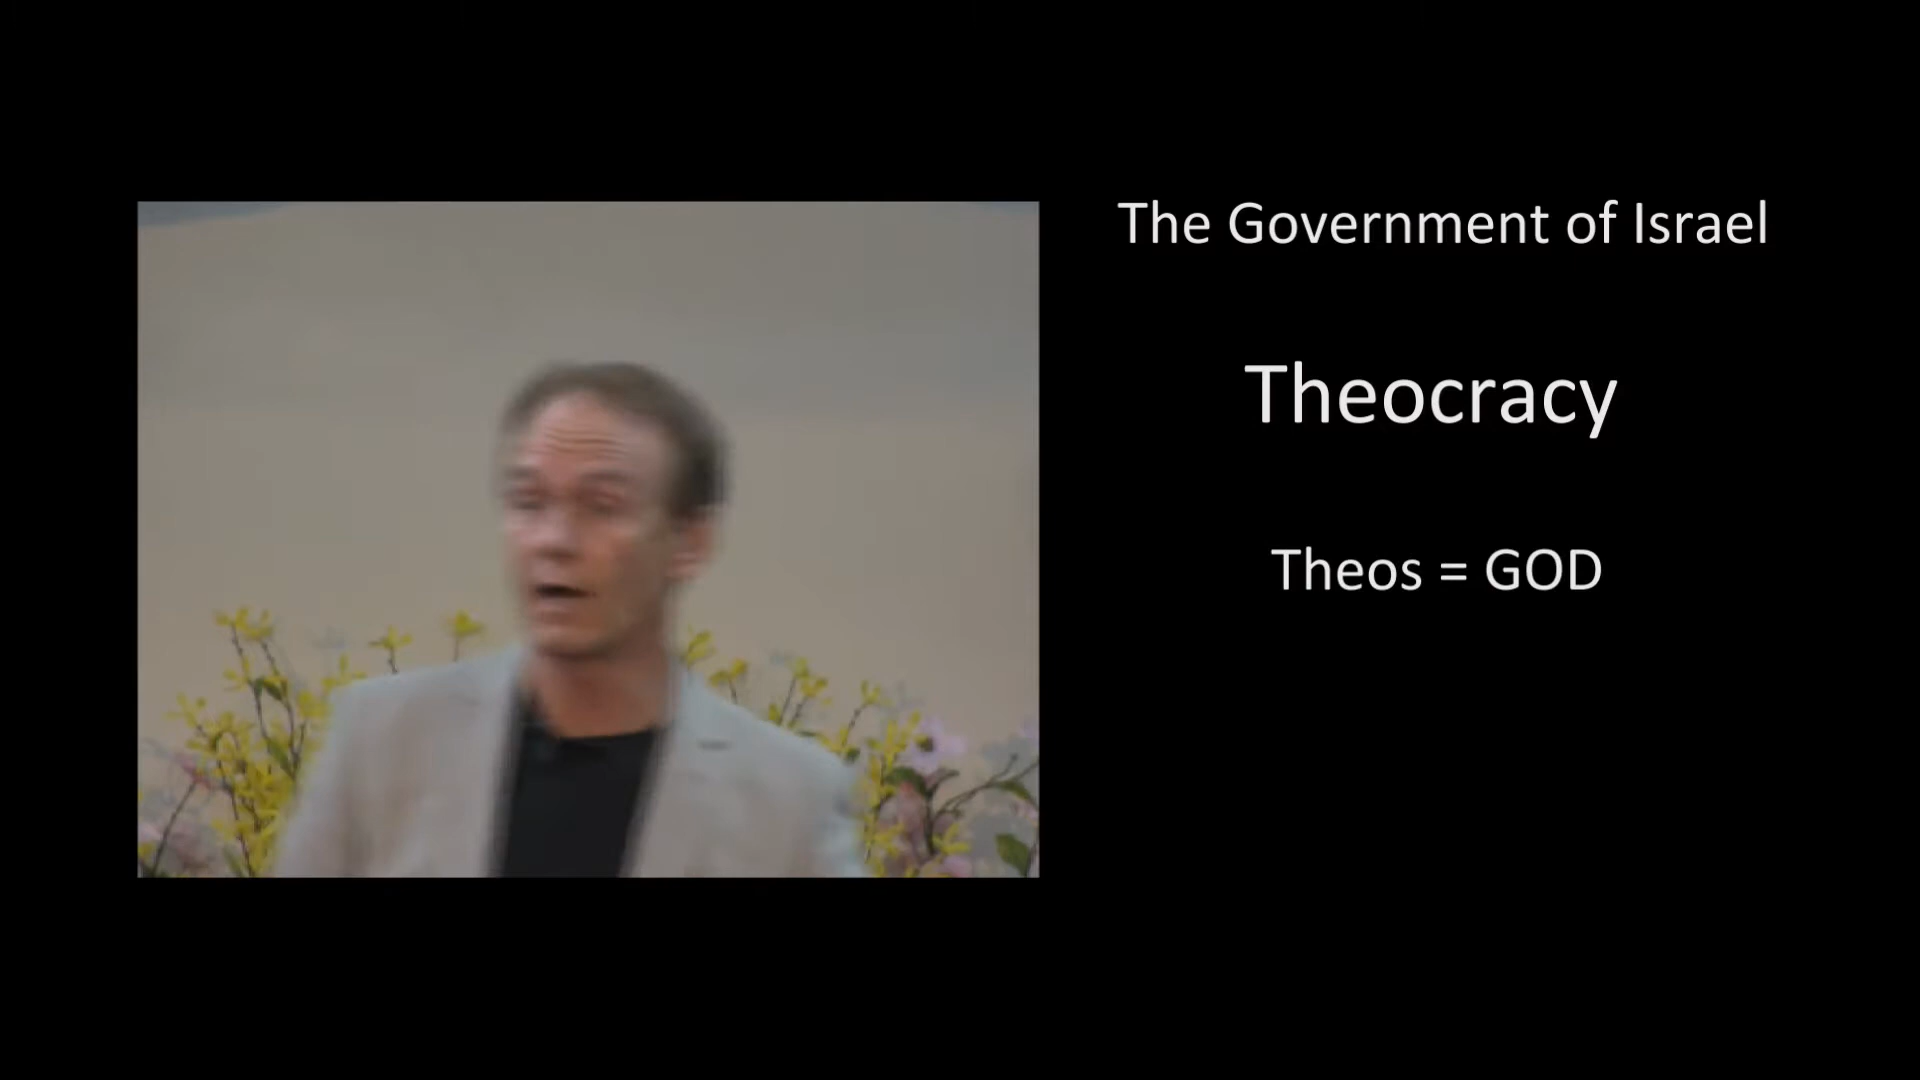 The Government of Israel
Theocracy
Theos = GOD